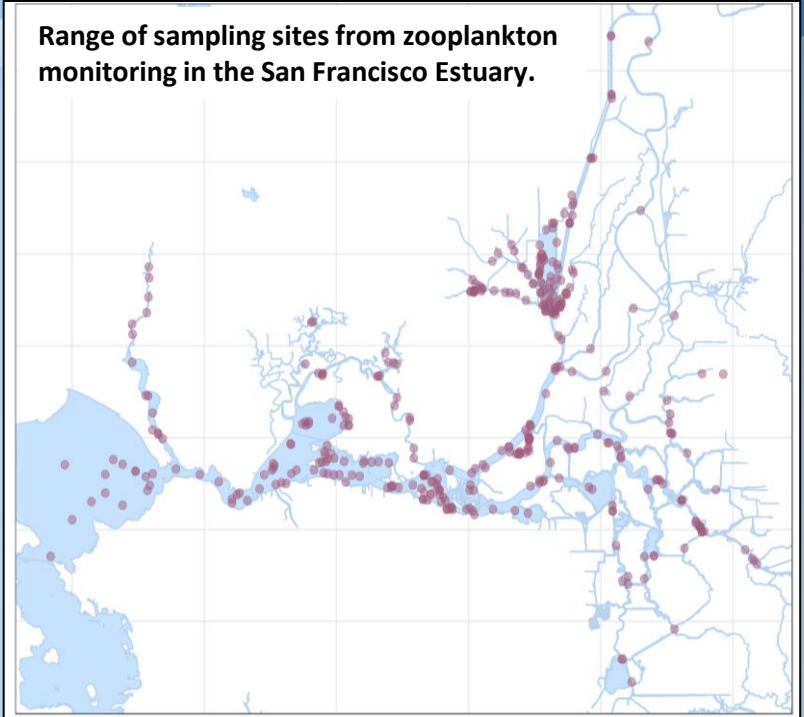 Range of sampling sites from zooplankton
monitoring in the San Francisco Estuary.